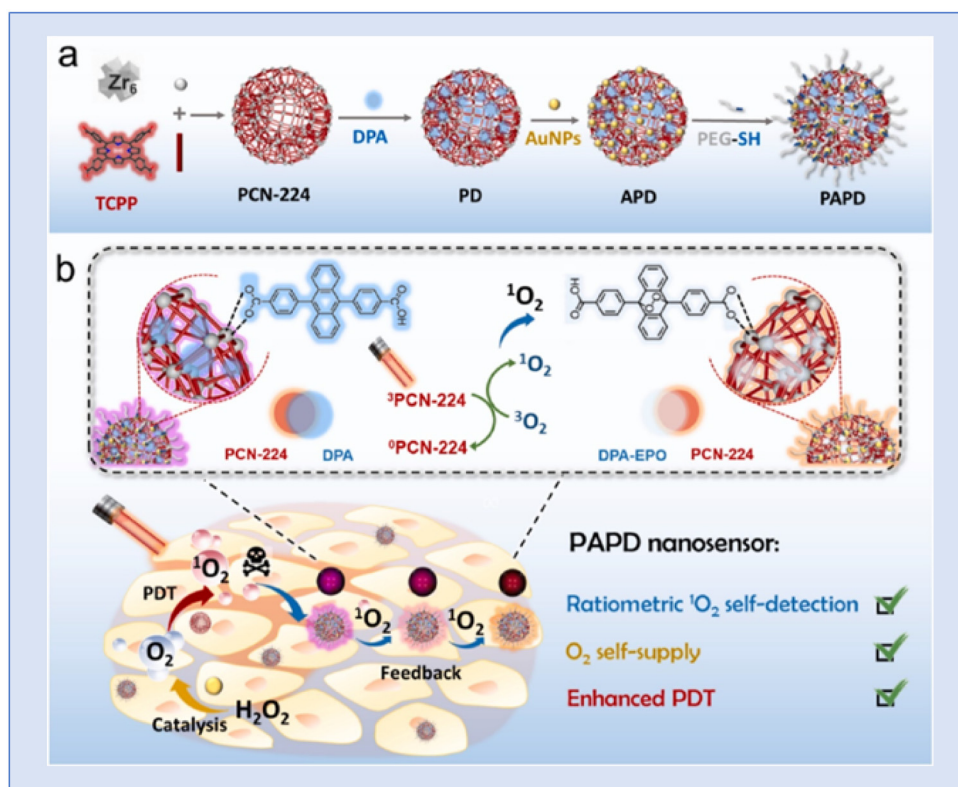 a
Zr₆
+
TCPP
PCN-224
DPA
PD
AuNPs
APD
PEG-SH
PAPD
b
O
O
O
OH
¹O₂
³PCN-224
¹O₂
³O₂
⁰PCN-224
PCN-224
DPA
OH
O
O
O
O
O
DPA-EPO
PCN-224
¹O₂
PDT
O₂
Catalysis
H₂O₂
¹O₂
¹O₂
Feedback
PAPD nanosensor:
Ratiometric ¹O₂ self-detection
O₂ self-supply
Enhanced PDT